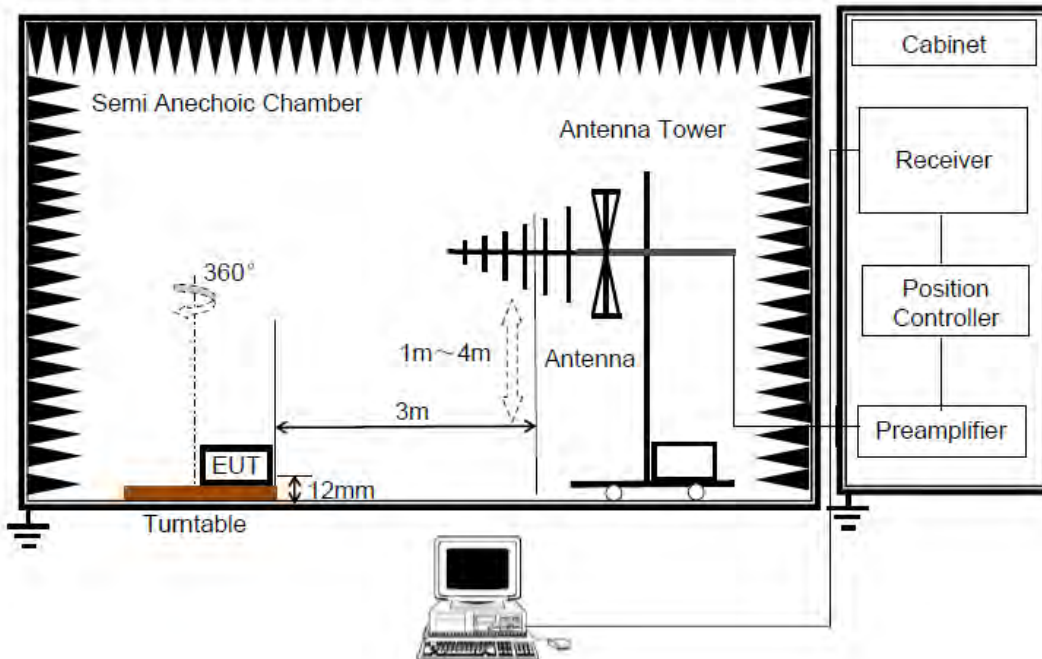 Cabinet
Semi Anechoic Chamber
Antenna Tower
Receiver
360°
Position
Controller
1m～4m
Antenna
3m
Preamplifier
EUT
12mm
Turntable